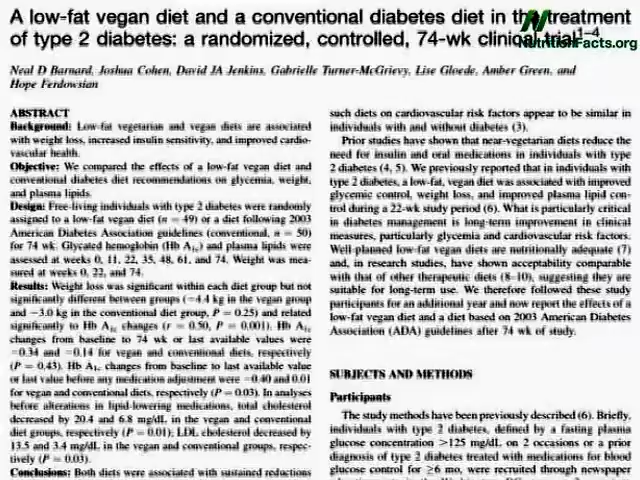 A low-fat vegan diet and a conventional diabetes diet in the treatment
of type 2 diabetes: a randomized, controlled, 74-wk clinical trial1–4
NutritionFacts.org
Neal D Barnard, Joshua Cohen, David JA Jenkins, Gabrielle Turner-McGrievy, Lise Gloede, Amber Green, and
Hope Ferdowsian
ABSTRACT
Background: Low-fat vegetarian and vegan diets are associated
with weight loss, increased insulin sensitivity, and improved cardio-
vascular health.
Objective: We compared the effects of a low-fat vegan diet and
conventional diabetes diet recommendations on glycemia, weight,
and plasma lipids.
Design: Free-living individuals with type 2 diabetes were randomly
assigned to a low-fat vegan diet (n = 49) or a diet following 2003
American Diabetes Association guidelines (conventional, n = 50)
for 74 wk. Glycated hemoglobin (Hb A1c) and plasma lipids were
assessed at weeks 0, 11, 22, 35, 48, 61, and 74. Weight was mea-
sured at weeks 0, 22, and 74.
Results: Weight loss was significant within each diet group but not
significantly different between groups (−4.4 kg in the vegan group
and −3.0 kg in the conventional diet group, P = 0.25) and related
significantly to Hb A1c changes (r = 0.50, P = 0.001). Hb A1c
changes from baseline to 74 wk or last available values were
−0.34 and −0.14 for vegan and conventional diets, respectively
(P = 0.43). Hb A1c changes from baseline to last available value
or last value before any medication adjustment were −0.40 and 0.01
for vegan and conventional diets, respectively (P = 0.03). In analyses
before alterations in lipid-lowering medications, total cholesterol
decreased by 20.4 and 6.8 mg/dL in the vegan and conventional
diet groups, respectively (P = 0.01); LDL cholesterol decreased by
13.5 and 3.4 mg/dL in the vegan and conventional groups, respec-
tively (P = 0.03).
Conclusions: Both diets were associated with sustained reductions
such diets on cardiovascular risk factors appear to be similar in
individuals with and without diabetes (3).
Prior studies have shown that near-vegetarian diets reduce the
need for insulin and oral medications in individuals with type
2 diabetes (4, 5). We previously reported that in individuals with
type 2 diabetes, a low-fat, vegan diet was associated with improved
glycemic control, weight loss, and improved plasma lipid con-
trol during a 22-wk study period (6). What is particularly critical
in diabetes management is long-term improvement in clinical
measures, particularly glycemia and cardiovascular risk factors.
Well-planned low-fat vegan diets are nutritionally adequate (7)
and, in research studies, have shown acceptability comparable
with that of other therapeutic diets (8–10), suggesting they are
suitable for long-term use. We therefore followed these study
participants for an additional year and now report the effects of a
low-fat vegan diet and a diet based on 2003 American Diabetes
Association (ADA) guidelines after 74 wk of study.
SUBJECTS AND METHODS
Participants
The study methods have been previously described (6). Briefly,
individuals with type 2 diabetes, defined by a fasting plasma
glucose concentration >125 mg/dL on 2 occasions or a prior
diagnosis of type 2 diabetes treated with medications for blood
glucose control for ≥6 mo, were recruited through newspaper